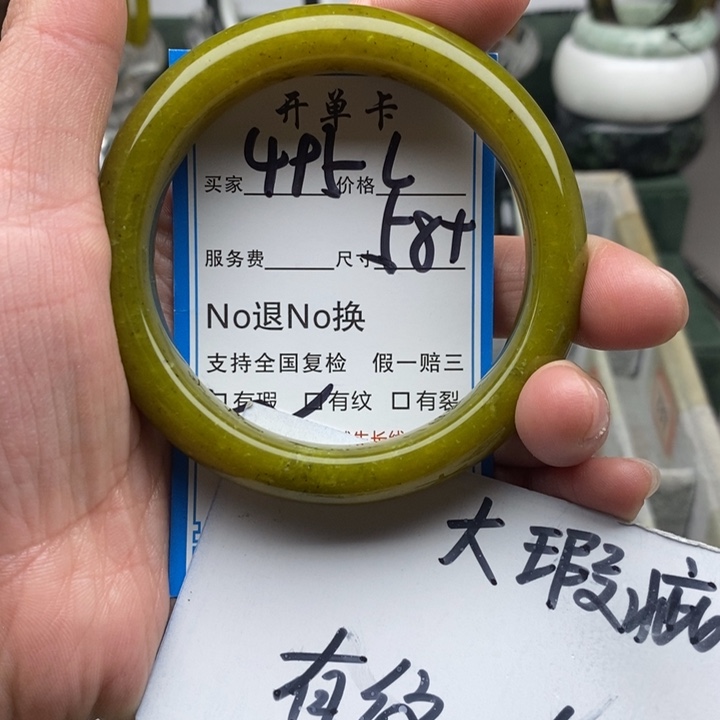 开单卡
买家 495 价格
服务费 尺寸 58+
No退No换
支持全国复检 假一赔三
有瑕 有纹 有裂
大瑕疵
有纹